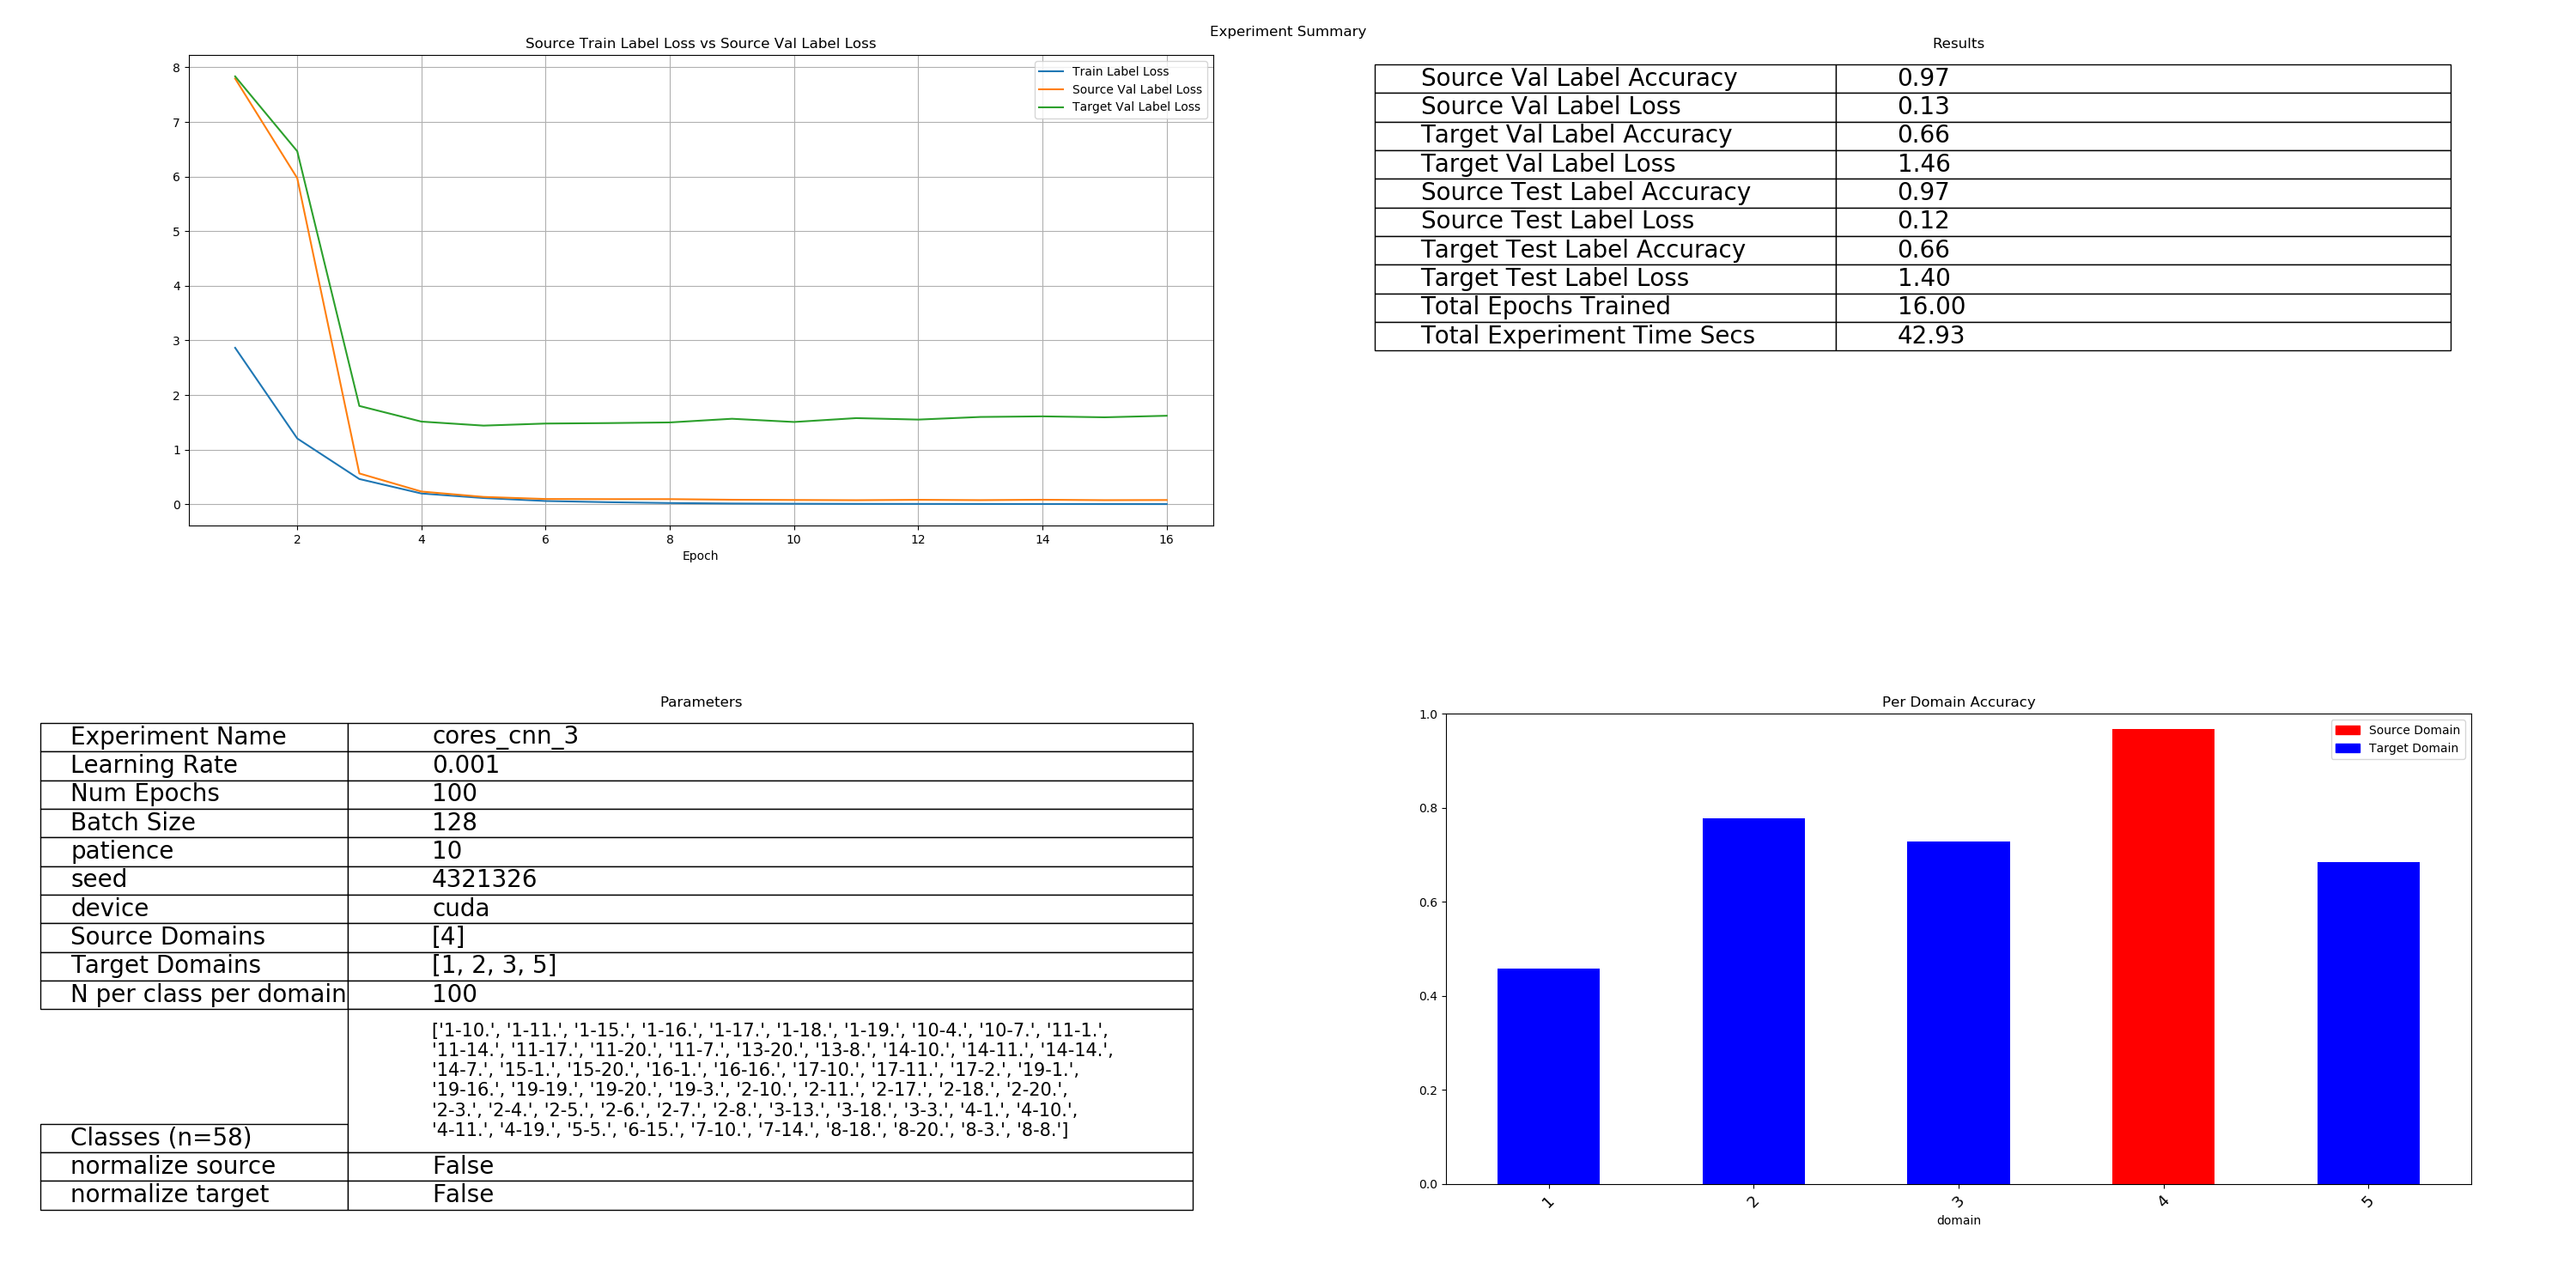 Experiment Summary
Source Train Label Loss vs Source Val Label Loss
8
7
6
5
4
3
2
1
0
2 4 6 8 10 12 14 16
Epoch
Train Label Loss
Source Val Label Loss
Target Val Label Loss
Results
Source Val Label Accuracy 0.97
Source Val Label Loss 0.13
Target Val Label Accuracy 0.66
Target Val Label Loss 1.46
Source Test Label Accuracy 0.97
Source Test Label Loss 0.12
Target Test Label Accuracy 0.66
Target Test Label Loss 1.40
Total Epochs Trained 16.00
Total Experiment Time Secs 42.93
Parameters
Experiment Name cores_cnn_3
Learning Rate 0.001
Num Epochs 100
Batch Size 128
patience 10
seed 4321326
device cuda
Source Domains [4]
Target Domains [1, 2, 3, 5]
N per class per domain 100
['1-10.', '1-11.', '1-15.', '1-16.', '1-17.', '1-18.', '1-19.', '10-4.', '10-7.', '11-1.',
'11-14.', '11-17.', '11-20.', '11-7.', '13-20.', '13-8.', '14-10.', '14-11.', '14-14.',
'14-7.', '15-1.', '15-20.', '16-1.', '16-16.', '17-10.', '17-11.', '17-2.', '19-1.',
'19-16.', '19-19.', '19-20.', '19-3.', '2-10.', '2-11.', '2-17.', '2-18.', '2-20.',
'2-3.', '2-4.', '2-5.', '2-6.', '2-7.', '2-8.', '3-13.', '3-18.', '3-3.', '4-1.', '4-10.',
Classes (n=58) '4-11.', '4-19.', '5-5.', '6-15.', '7-10.', '7-14.', '8-18.', '8-20.', '8-3.', '8-8.']
normalize source False
normalize target False
Per Domain Accuracy
1.0
0.8
0.6
0.4
0.2
0.0
1 2 3 4 5
domain
Source Domain
Target Domain